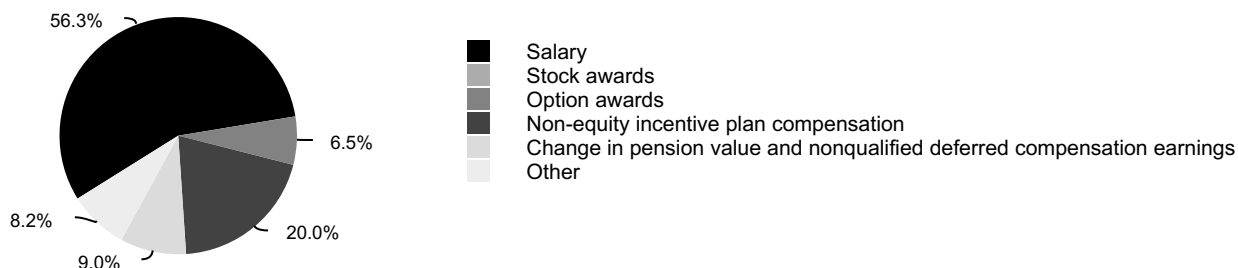 56.3%
6.5%
20.0%
9.0%
8.2%
Salary
Stock awards
Option awards
Non-equity incentive plan compensation
Change in pension value and nonqualified deferred compensation earnings
Other